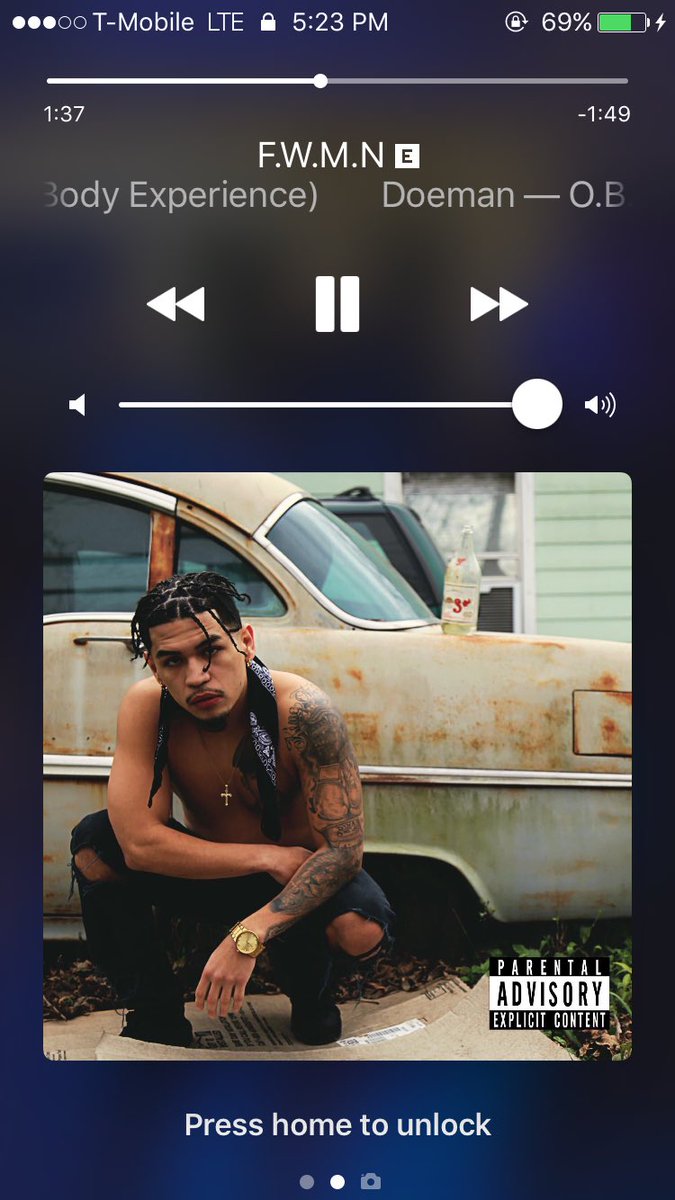 T-Mobile LTE 5:23 PM 69%
1:37 -1:49
F.W.M.N E
Body Experience) Doeman — O.B.
PARENTAL
ADVISORY
EXPLICIT CONTENT
Press home to unlock